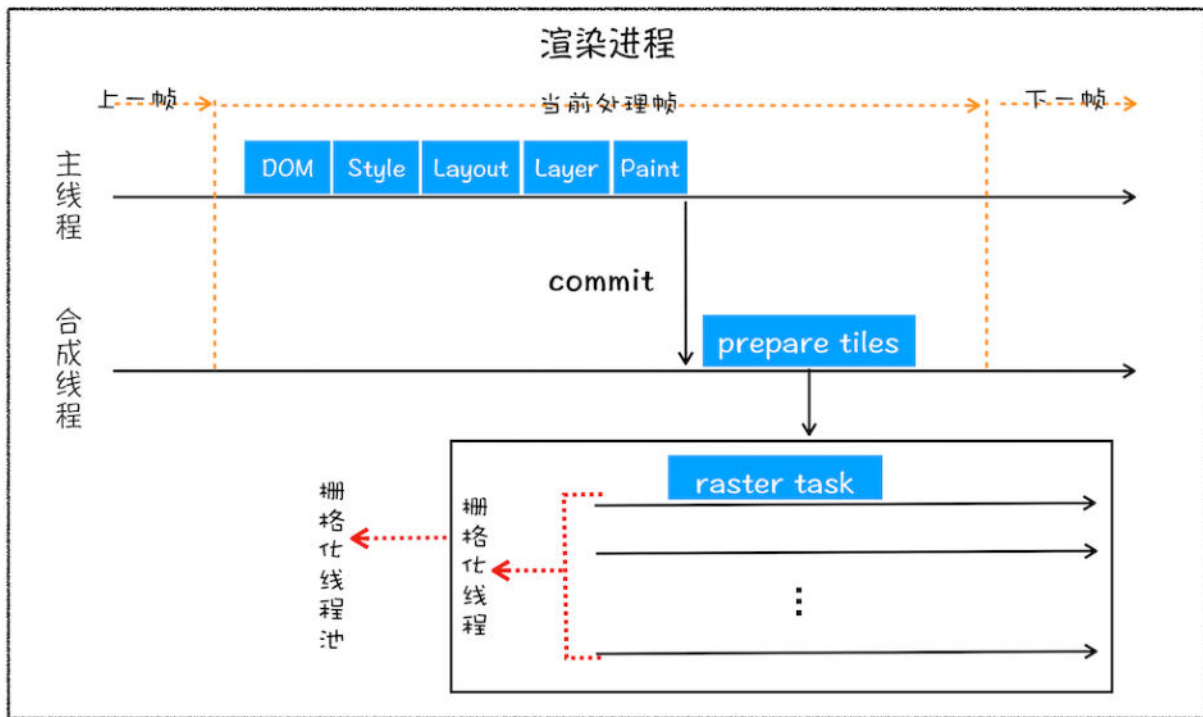 渲染进程
上一帧
当前处理帧
下一帧
主线程
DOM
Style
Layout
Layer
Paint
commit
合成线程
prepare tiles
raster task
栅格化线程池
栅格化线程